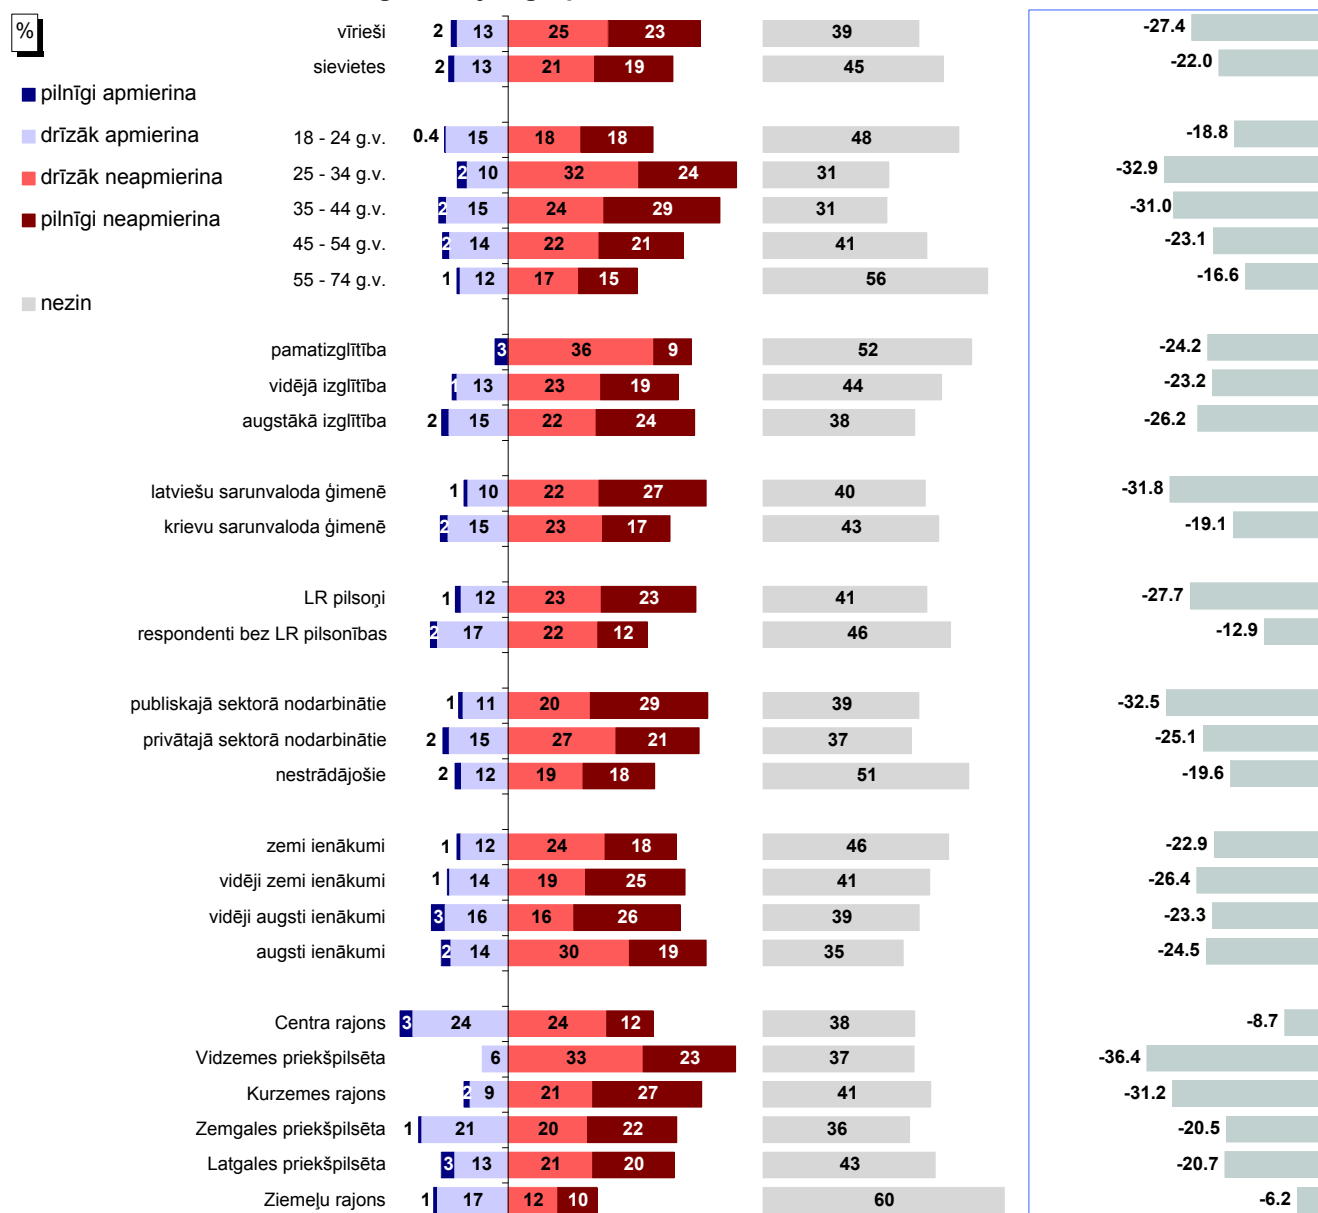 %
pilnīgi apmierina
drīzāk apmierina
drīzāk neapmierina
pilnīgi neapmierina
nezin
vīrieši 2 13 25 23 39 -27.4
sievietes 2 13 21 19 45 -22.0
18 - 24 g.v. 0.4 15 18 18 48 -18.8
25 - 34 g.v. 2 10 32 24 31 -32.9
35 - 44 g.v. 2 15 24 29 31 -31.0
45 - 54 g.v. 2 14 22 21 41 -23.1
55 - 74 g.v. 1 12 17 15 56 -16.6
pamatizglītība 3 36 9 52 -24.2
vidējā izglītība 1 13 23 19 44 -23.2
augstākā izglītība 2 15 22 24 38 -26.2
latviešu sarunvaloda ģimenē 1 10 22 27 40 -31.8
krievu sarunvaloda ģimenē 2 15 23 17 43 -19.1
LR pilsoņi 1 12 23 23 41 -27.7
respondenti bez LR pilsonības 2 17 22 12 46 -12.9
publiskajā sektorā nodarbinātie 1 11 20 29 39 -32.5
privātajā sektorā nodarbinātie 2 15 27 21 37 -25.1
nestrādājošie 2 12 19 18 51 -19.6
zemi ienākumi 1 12 24 18 46 -22.9
vidēji zemi ienākumi 1 14 19 25 41 -26.4
vidēji augsti ienākumi 3 16 16 26 39 -23.3
augsti ienākumi 2 14 30 19 35 -24.5
Centra rajons 3 24 24 12 38 -8.7
Vidzemes priekšpilsēta 6 33 23 37 -36.4
Kurzemes rajons 2 9 21 27 41 -31.2
Zemgales priekšpilsēta 1 21 20 22 36 -20.5
Latgales priekšpilsēta 3 13 21 20 43 -20.7
Ziemeļu rajons 1 17 12 10 60 -6.2